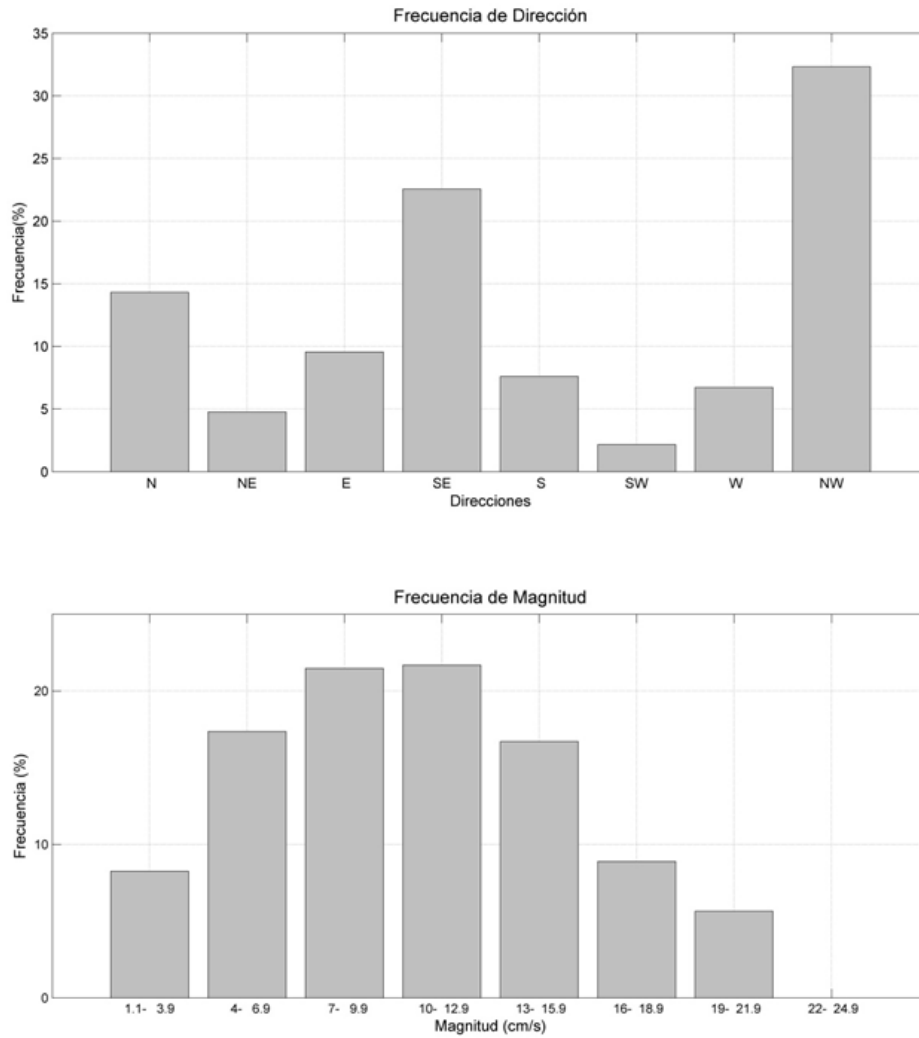 Frecuencia de Dirección
35
30
25
20
15
10
5
0
Frecuencia(%)
N NE E SE S SW W NW
Direcciones
Frecuencia de Magnitud
20
10
0
Frecuencia (%)
1.1- 3.9 4- 6.9 7- 9.9 10- 12.9 13- 15.9 16- 18.9 19- 21.9 22- 24.9
Magnitud (cm/s)